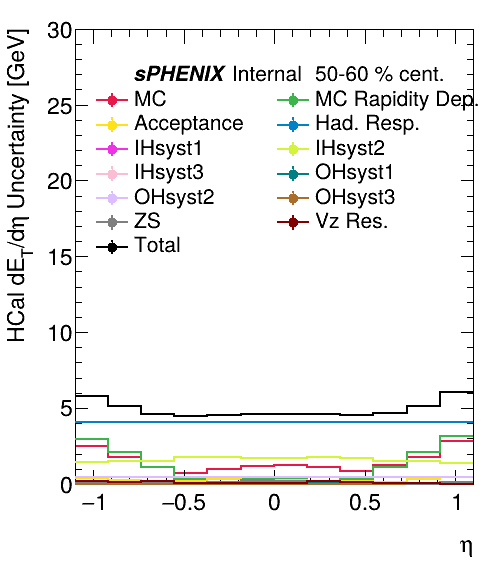 HCal dE_T/dη Uncertainty [GeV]
30
25
20
15
10
5
0
sPHENIX Internal 50-60 % cent.
MC
MC Rapidity Dep.
Acceptance
Had. Resp.
IHsyst1
IHsyst2
IHsyst3
OHsyst1
OHsyst2
OHsyst3
ZS
Vz Res.
Total
−1 −0.5 0 0.5 1
η